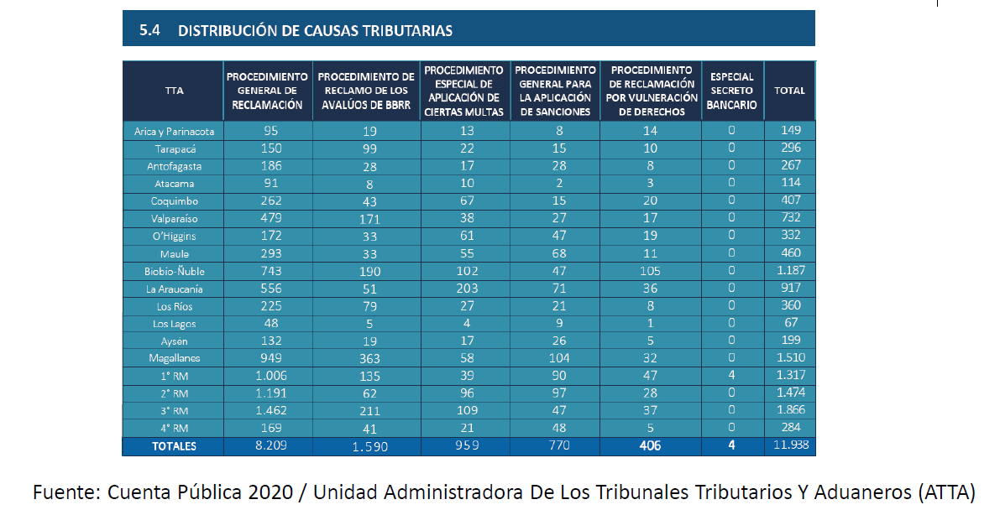 5.4 DISTRIBUCIÓN DE CAUSAS TRIBUTARIAS
TTA PROCEDIMIENTO GENERAL DE RECLAMACIÓN PROCEDIMIENTO DE RECLAMO DE LOS AVALÚOS DE BBRR PROCEDIMIENTO ESPECIAL DE APLICACIÓN DE CIERTAS MULTAS PROCEDIMIENTO GENERAL PARA LA APLICACIÓN DE SANCIONES PROCEDIMIENTO DE RECLAMACIÓN POR VULNERACIÓN DE DERECHOS ESPECIAL SECRETO BANCARIO TOTAL
Arica y Parinacota 95 19 13 8 14 0 149
Tarapacá 150 99 22 15 10 0 296
Antofagasta 186 28 17 28 8 0 267
Atacama 91 8 10 2 3 0 114
Coquimbo 262 43 67 15 20 0 407
Valparaíso 479 171 38 27 17 0 732
O'Higgins 172 33 61 47 19 0 332
Maule 293 33 55 68 11 0 460
Biobío-Ñuble 743 190 102 47 105 0 1.187
La Araucanía 556 51 203 71 36 0 917
Los Ríos 225 79 27 21 8 0 360
Los Lagos 48 5 4 9 1 0 67
Aysén 132 19 17 26 5 0 199
Magallanes 949 363 58 104 32 0 1.510
1° RM 1.006 135 39 90 47 4 1.317
2° RM 1.191 62 96 97 28 0 1.474
3° RM 1.462 211 109 47 37 0 1.866
4° RM 169 41 21 48 5 0 284
TOTALES 8.209 1.590 959 770 406 4 11.938
Fuente: Cuenta Pública 2020 / Unidad Administradora De Los Tribunales Tributarios Y Aduaneros (ATTA)